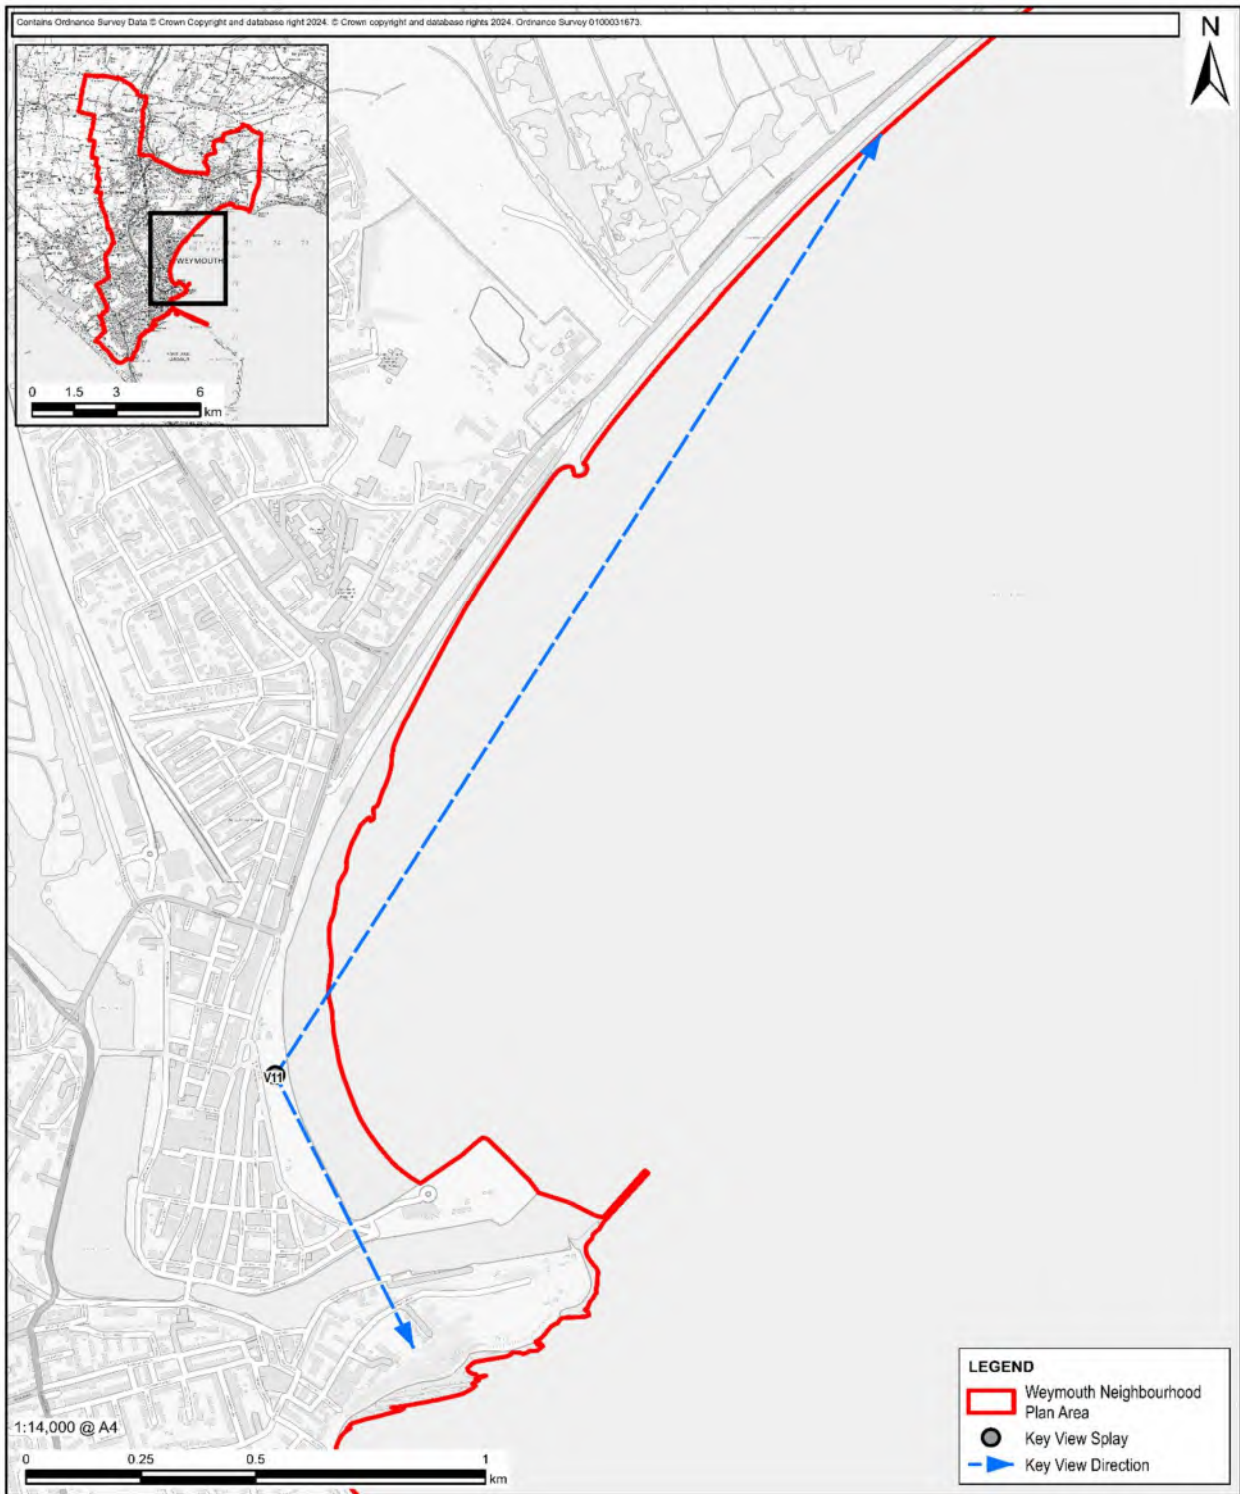 Contains Ordnance Survey Data © Crown Copyright and database right 2024. © Crown copyright and database rights 2024. Ordnance Survey 0100031673.
N
WEYMOUTH
0 1.5 3 6
km
V11
LEGEND
Weymouth Neighbourhood
Plan Area
Key View Splay
Key View Direction
1:14,000 @ A4
0 0.25 0.5 1
km